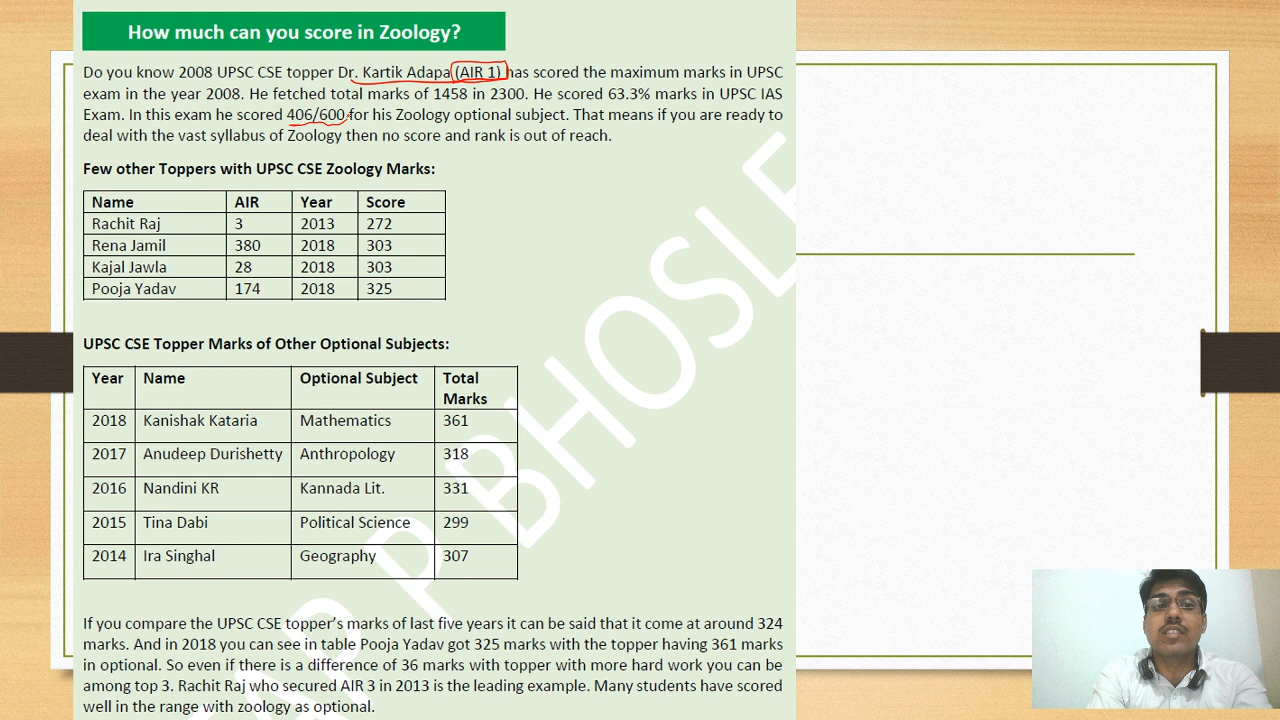 How much can you score in Zoology?
Do you know 2008 UPSC CSE topper Dr. Kartik Adapa (AIR 1) has scored the maximum marks in UPSC
exam in the year 2008. He fetched total marks of 1458 in 2300. He scored 63.3% marks in UPSC IAS
Exam. In this exam he scored 406/600 for his Zoology optional subject. That means if you are ready to
deal with the vast syllabus of Zoology then no score and rank is out of reach.
Few other Toppers with UPSC CSE Zoology Marks:
Name AIR Year Score
Rachit Raj 3 2013 272
Rena Jamil 380 2018 303
Kajal Jawla 28 2018 303
Pooja Yadav 174 2018 325
UPSC CSE Topper Marks of Other Optional Subjects:
Year Name Optional Subject Total
Marks
2018 Kanishak Kataria Mathematics 361
2017 Anudeep Durishetty Anthropology 318
2016 Nandini KR Kannada Lit. 331
2015 Tina Dabi Political Science 299
2014 Ira Singhal Geography 307
If you compare the UPSC CSE topper's marks of last five years it can be said that it come at around 324
marks. And in 2018 you can see in table Pooja Yadav got 325 marks with the topper having 361 marks
in optional. So even if there is a difference of 36 marks with topper with more hard work you can be
among top 3. Rachit Raj who secured AIR 3 in 2013 is the leading example. Many students have scored
well in the range with zoology as optional.
AP P BHOSLE